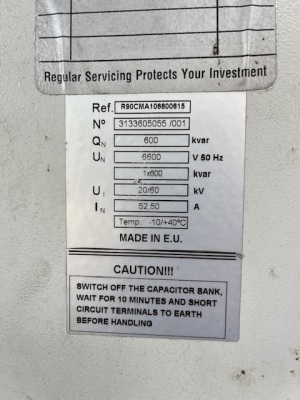 Regular Servicing Protects Your Investment
Ref. R90CMA106600615
Nº 3133605055 /001
QN 600 kvar
UN 6600 V 50 Hz
1x600 kvar
Ui 20/60 kV
IN 52,50 A
Temp. -10/+40ºC
MADE IN E.U.
CAUTION!!!
SWITCH OFF THE CAPACITOR BANK,
WAIT FOR 10 MINUTES AND SHORT
CIRCUIT TERMINALS TO EARTH
BEFORE HANDLING